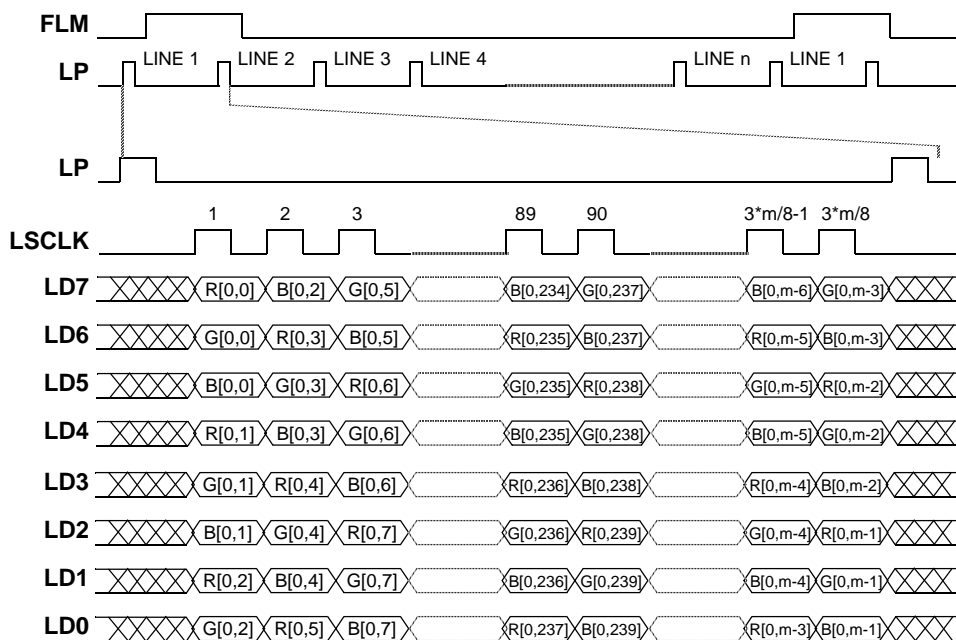 FLM
LP LINE 1 LINE 2 LINE 3 LINE 4 LINE n LINE 1
LP
1 2 3 89 90 3*m/8-1 3*m/8
LSCLK
LD7 R[0,0] B[0,2] G[0,5] B[0,234] G[0,237] B[0,m-6] G[0,m-3]
LD6 G[0,0] R[0,3] B[0,5] R[0,235] B[0,237] R[0,m-5] B[0,m-3]
LD5 B[0,0] G[0,3] R[0,6] G[0,235] R[0,238] G[0,m-5] R[0,m-2]
LD4 R[0,1] B[0,3] G[0,6] B[0,235] G[0,238] B[0,m-5] G[0,m-2]
LD3 G[0,1] R[0,4] B[0,6] R[0,236] B[0,238] R[0,m-4] B[0,m-2]
LD2 B[0,1] G[0,4] R[0,7] G[0,236] R[0,239] G[0,m-4] R[0,m-1]
LD1 R[0,2] B[0,4] G[0,7] B[0,236] G[0,239] B[0,m-4] G[0,m-1]
LD0 G[0,2] R[0,5] B[0,7] R[0,237] B[0,239] R[0,m-3] B[0,m-1]